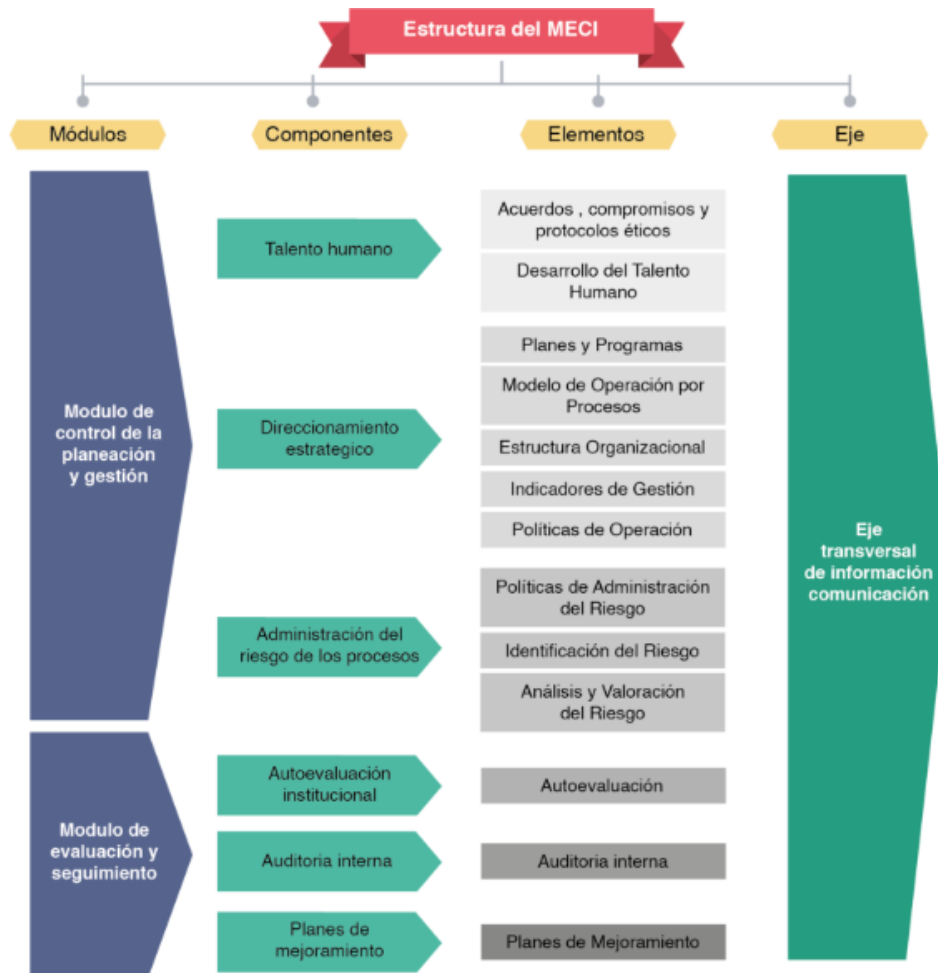 Estructura del MECI
Módulos
Componentes
Elementos
Eje
Modulo de
control de la
planeación
y gestión
Talento humano
Acuerdos , compromisos y
protocolos éticos
Desarrollo del Talento
Humano
Direccionamiento
estrategico
Planes y Programas
Modelo de Operación por
Procesos
Estructura Organizacional
Indicadores de Gestión
Políticas de Operación
Administración del
riesgo de los procesos
Políticas de Administración
del Riesgo
Identificación del Riesgo
Análisis y Valoración
del Riesgo
Modulo de
evaluación y
seguimiento
Autoevaluación
institucional
Autoevaluación
Auditoria interna
Auditoria interna
Planes de
mejoramiento
Planes de Mejoramiento
Eje
transversal
de información
comunicación